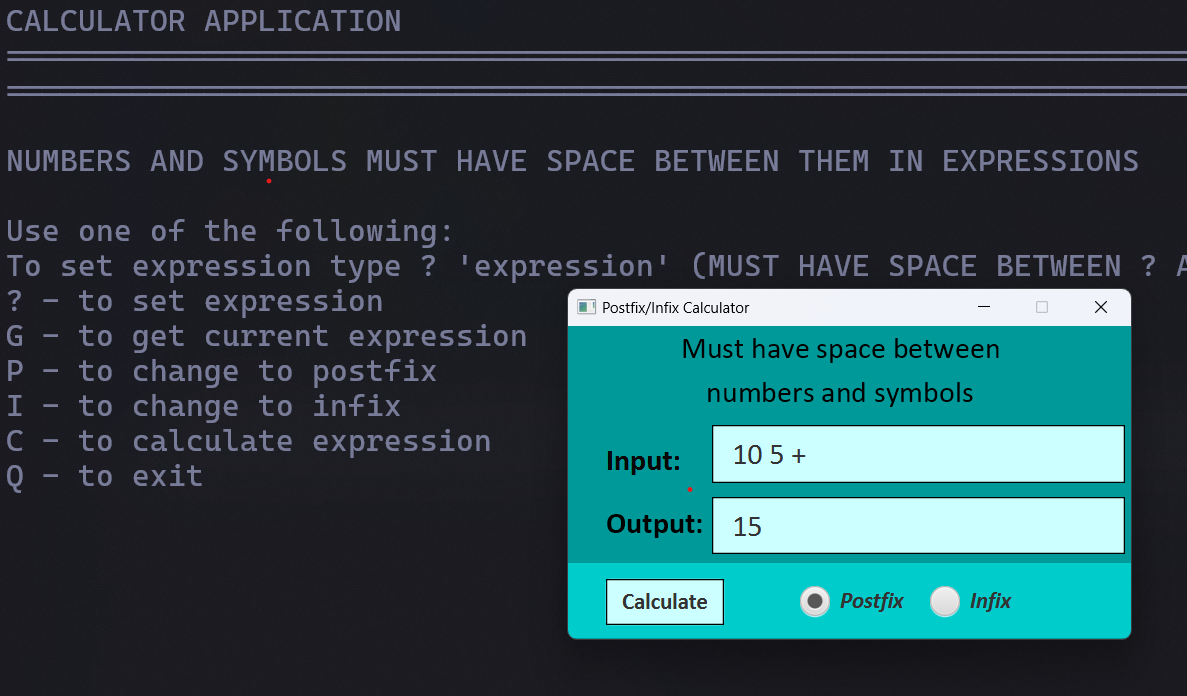 CALCULATOR APPLICATION
NUMBERS AND SYMBOLS MUST HAVE SPACE BETWEEN THEM IN EXPRESSIONS
Use one of the following:
To set expression type ? 'expression' (MUST HAVE SPACE BETWEEN ?
? - to set expression
G - to get current expression
P - to change to postfix
I - to change to infix
C - to calculate expression
Q - to exit
Postfix/Infix Calculator
Must have space between
numbers and symbols
Input: 10 5 +
Output: 15
Calculate Postfix Infix